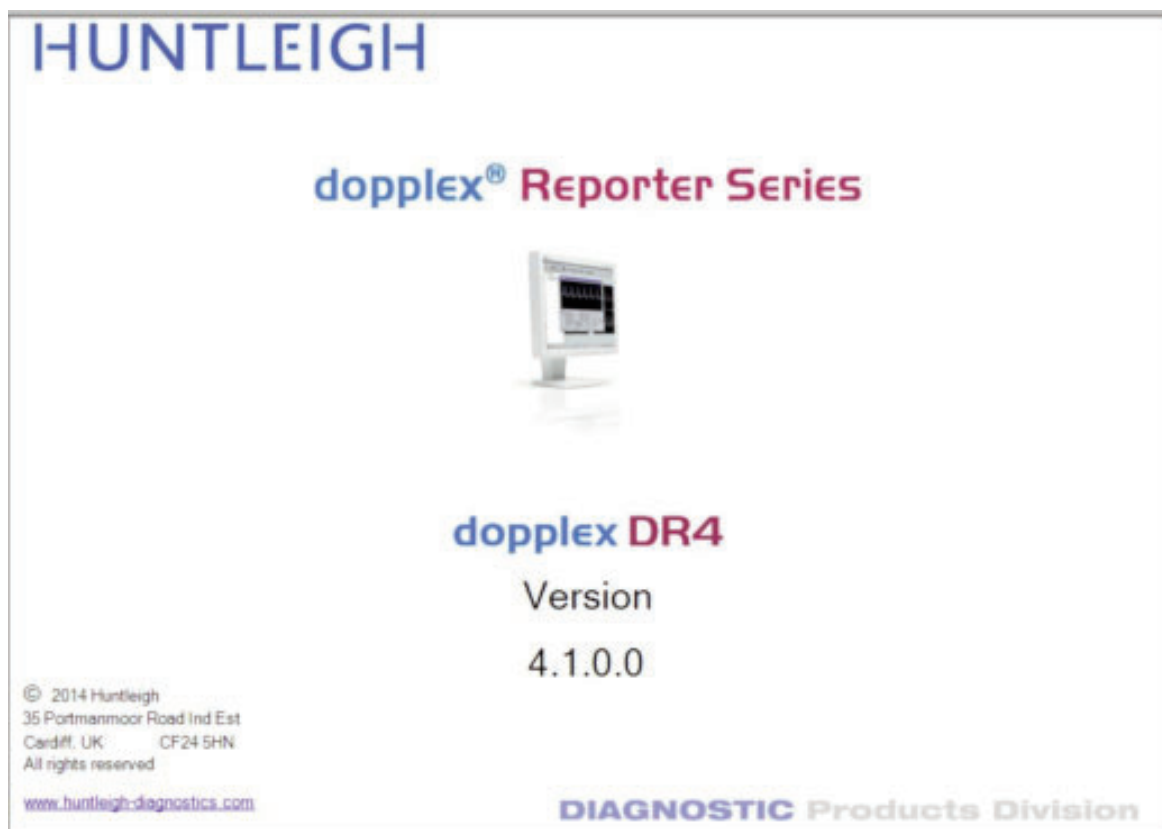 HUNTLEIGH
dopplex® Reporter Series
dopplex DR4
Version
4.1.0.0
© 2014 Huntleigh
35 Portmanmoor Road Ind Est
Cardiff. UK CF24 5HN
All rights reserved
www.huntleigh-diagnostics.com
DIAGNOSTIC Products Division